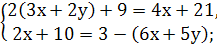 {2(3x + 2y) + 9 = 4x + 21,
2x + 10 = 3 − (6x + 5y);